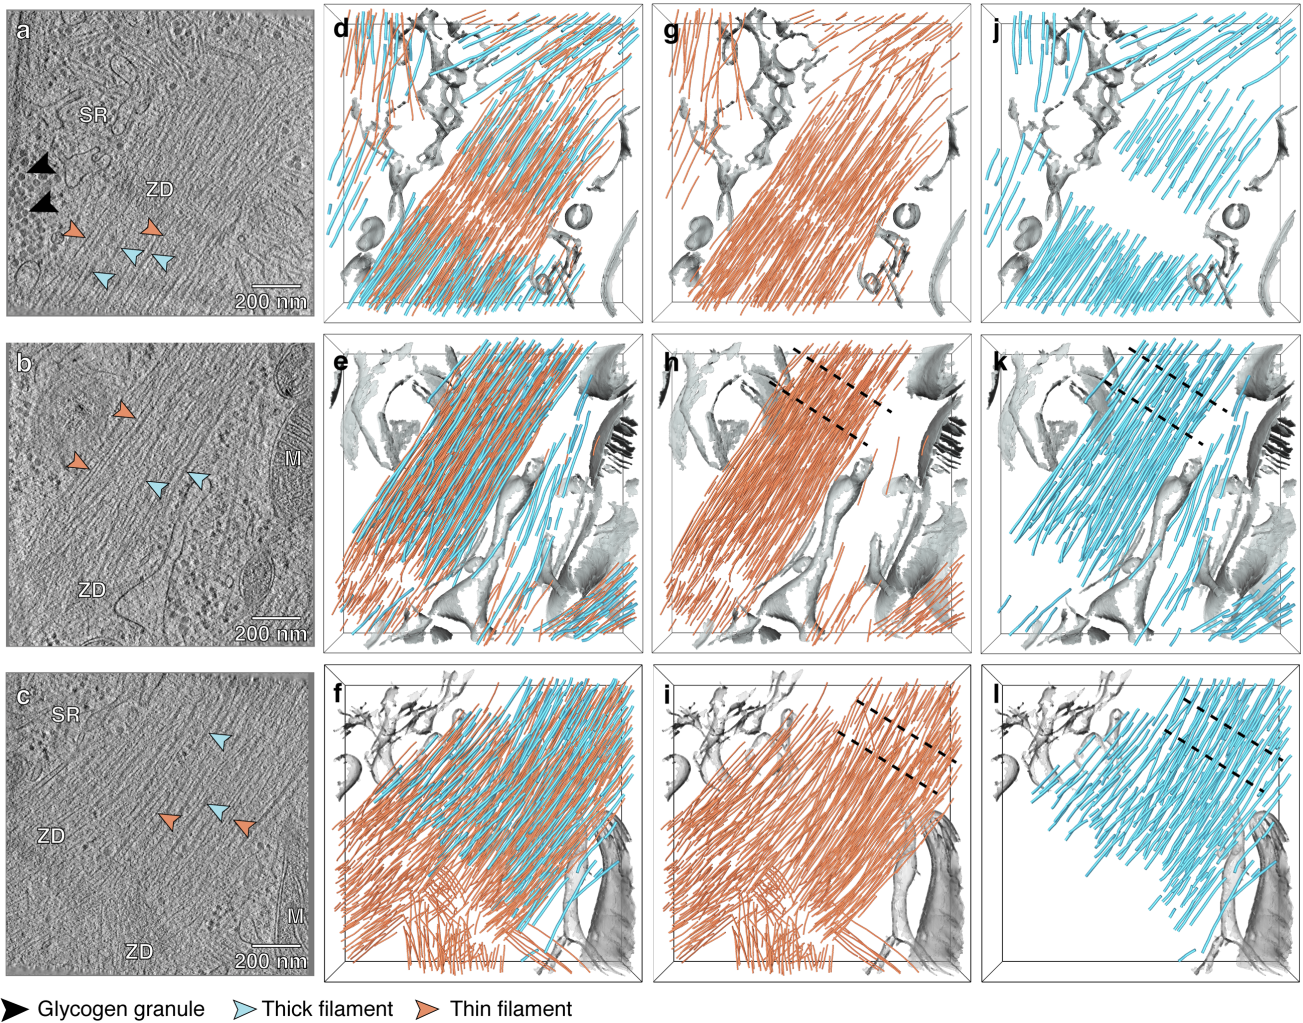 a
SR
ZD
200 nm
d
g
j
b
M
ZD
200 nm
e
h
k
c
SR
ZD
M
ZD
200 nm
f
i
l
Glycogen granule Thick filament Thin filament